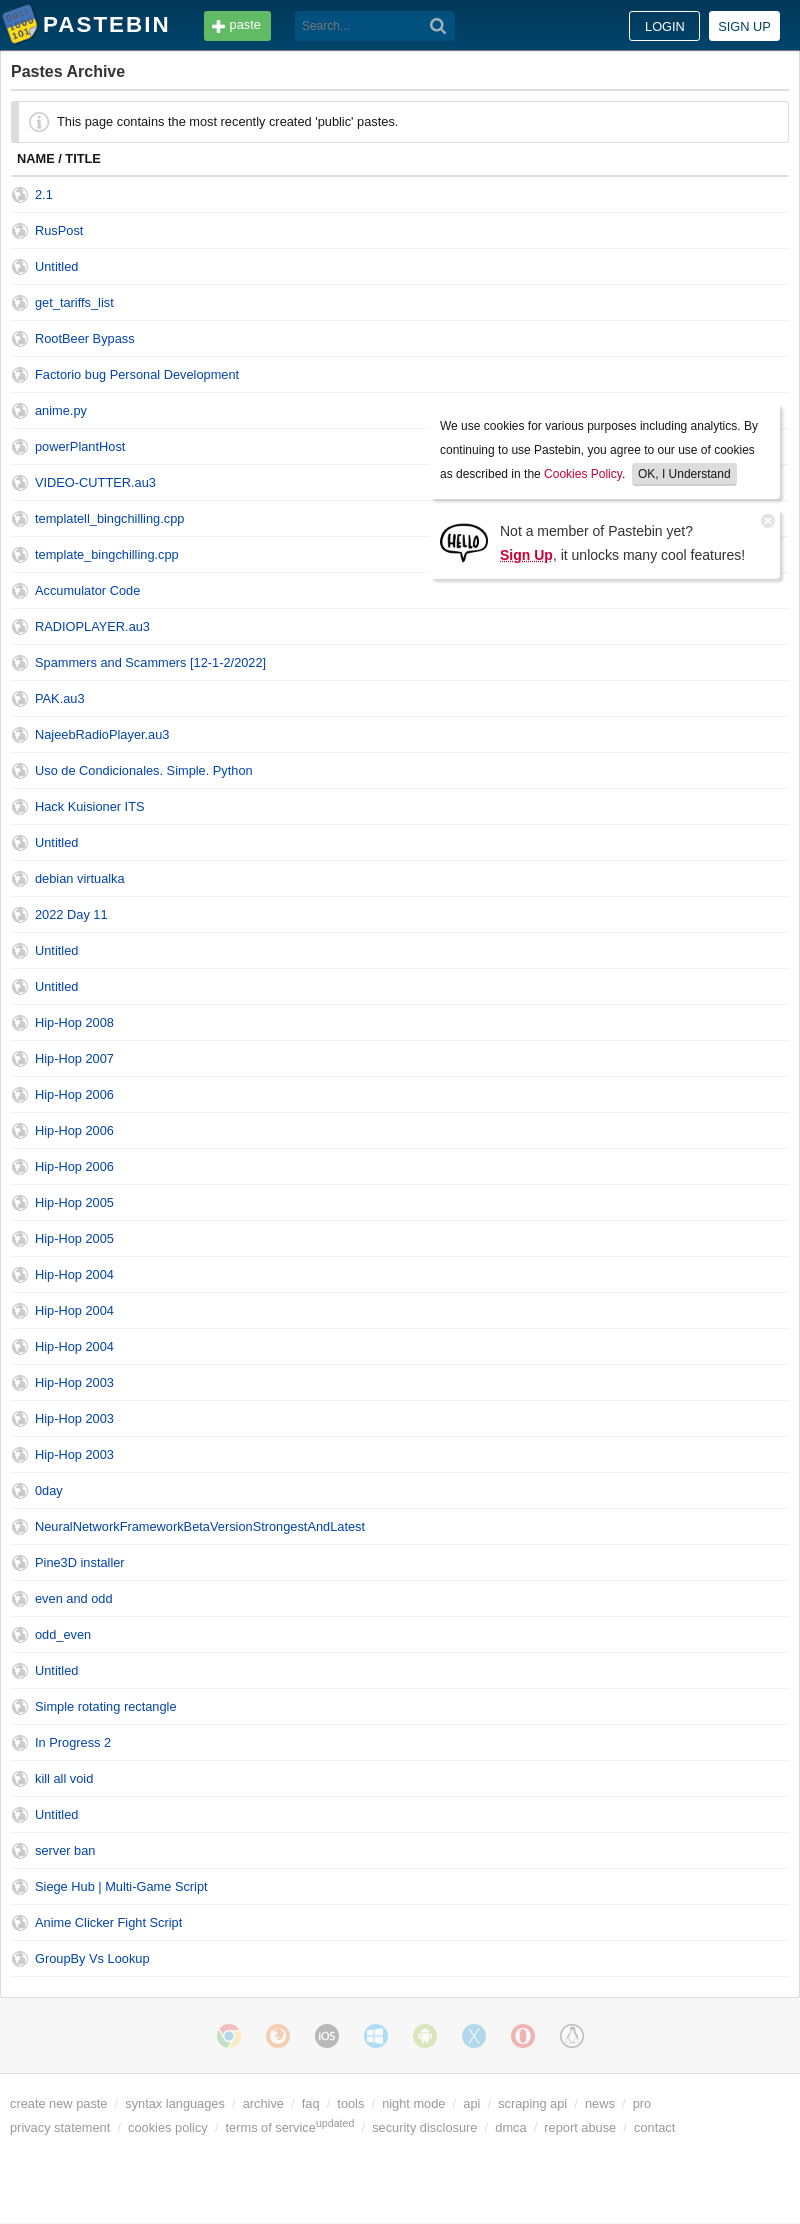 PASTEBIN paste Search... LOGIN SIGN UP
Pastes Archive
This page contains the most recently created 'public' pastes.
NAME / TITLE
2.1
RusPost
Untitled
get_tariffs_list
RootBeer Bypass
Factorio bug Personal Development
anime.py
powerPlantHost
VIDEO-CUTTER.au3
templatell_bingchilling.cpp
template_bingchilling.cpp
We use cookies for various purposes including analytics. By
continuing to use Pastebin, you agree to our use of cookies
as described in the Cookies Policy. OK, I Understand
HELLO
Not a member of Pastebin yet?
Sign Up, it unlocks many cool features!
Accumulator Code
RADIOPLAYER.au3
Spammers and Scammers [12-1-2/2022]
PAK.au3
NajeebRadioPlayer.au3
Uso de Condicionales. Simple. Python
Hack Kuisioner ITS
Untitled
debian virtualka
2022 Day 11
Untitled
Untitled
Hip-Hop 2008
Hip-Hop 2007
Hip-Hop 2006
Hip-Hop 2006
Hip-Hop 2006
Hip-Hop 2005
Hip-Hop 2005
Hip-Hop 2004
Hip-Hop 2004
Hip-Hop 2004
Hip-Hop 2003
Hip-Hop 2003
Hip-Hop 2003
0day
NeuralNetworkFrameworkBetaVersionStrongestAndLatest
Pine3D installer
even and odd
odd_even
Untitled
Simple rotating rectangle
In Progress 2
kill all void
Untitled
server ban
Siege Hub | Multi-Game Script
Anime Clicker Fight Script
GroupBy Vs Lookup
iOS
create new paste / syntax languages / archive / faq / tools / night mode / api / scraping api / news / pro
privacy statement / cookies policy / terms of service updated / security disclosure / dmca / report abuse / contact